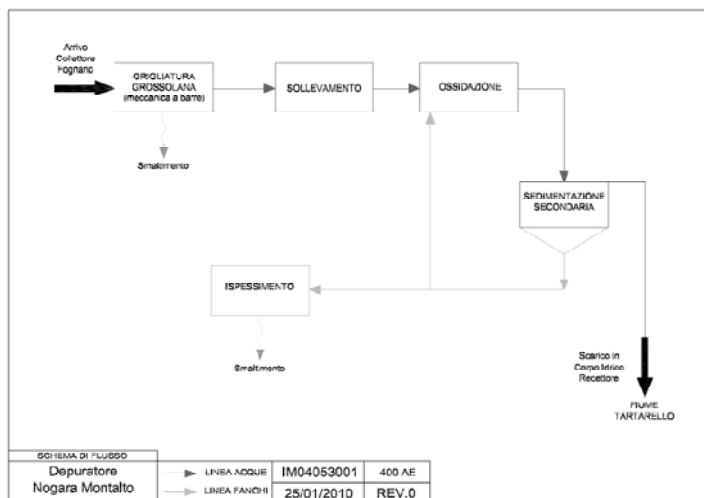 Arrivo
Collettore
Fognario
GRIGLIATURA
GROSSOLANA
(meccanica a barre)
SOLLEVAMENTO
OSSIDAZIONE
Smaltimento
SEDIMENTAZIONE
SECONDARIA
ISPESSIMENTO
Smaltimento
Scarico in
Corpo Idrico
Recettore
FIUME
TARTARELLO
SCHEMA DI FLUSSO
Depuratore
Nogara Montalto
LINEA ACQUE
IM04053001
400 AE
LINEA FANGHI
25/01/2010
REV.0